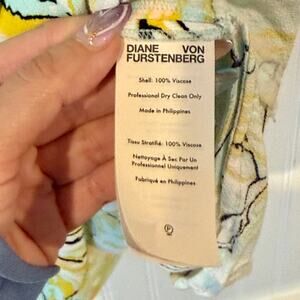 DIANE VON
FURSTENBERG
Shell: 100% Viscose
Professional Dry Clean Only
Made in Philippines
Tissu Stratifié: 100% Viscose
Nettoyage À Sec Par Un
Professionnel Uniquement
Fabriqué en Philippines
P